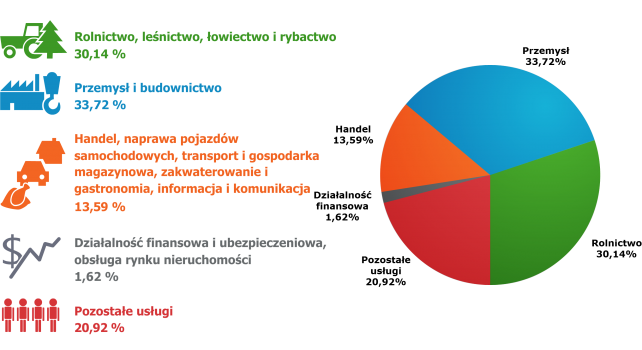 Rolnictwo, leśnictwo, łowiectwo i rybactwo
30,14 %
Przemysł i budownictwo
33,72 %
Handel, naprawa pojazdów
samochodowych, transport i gospodarka
magazynowa, zakwaterowanie i
gastronomia, informacja i komunikacja
13,59 %
Działalność finansowa i ubezpieczeniowa,
obsługa rynku nieruchomości
1,62 %
Pozostałe usługi
20,92 %
Przemysł
33,72%
Handel
13,59%
Działalność
finansowa
1,62%
Pozostałe
usługi
20,92%
Rolnictwo
30,14%